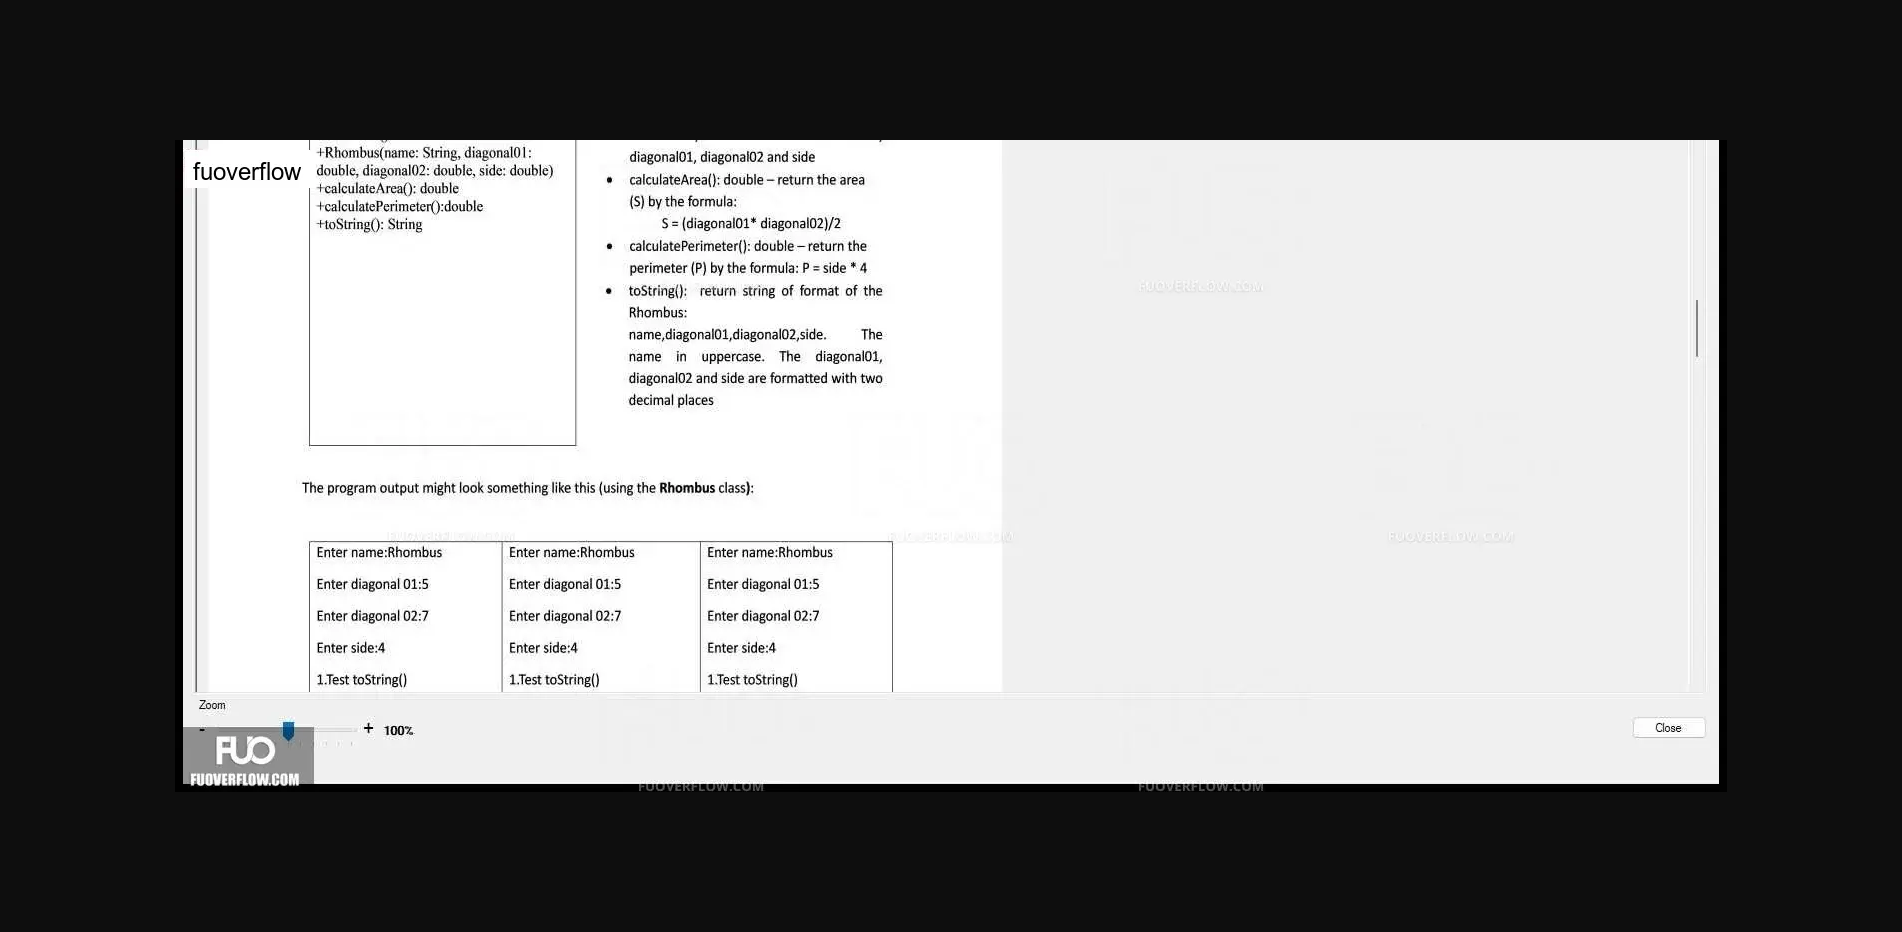 fuoverflow
+Rhombus(name: String, diagonal01:
double, diagonal02: double, side: double)
+calculateArea(): double
+calculatePerimeter():double
+toString(): String
diagonal01, diagonal02 and side
• calculateArea(): double – return the area
(S) by the formula:
S = (diagonal01* diagonal02)/2
• calculatePerimeter(): double – return the
perimeter (P) by the formula: P = side * 4
• toString(): return string of format of the
Rhombus:
name,diagonal01,diagonal02,side. The
name in uppercase. The diagonal01,
diagonal02 and side are formatted with two
decimal places
FUOVERFLOW.COM
The program output might look something like this (using the Rhombus class):
FUOVERFLOW.COM
FUOVERFLOW.COM
FUOVERFLOW.COM
Enter name:Rhombus
Enter diagonal 01:5
Enter diagonal 02:7
Enter side:4
1.Test toString()
Enter name:Rhombus
Enter diagonal 01:5
Enter diagonal 02:7
Enter side:4
1.Test toString()
Enter name:Rhombus
Enter diagonal 01:5
Enter diagonal 02:7
Enter side:4
1.Test toString()
Zoom
- + 100%
Close
FUO
FUOVERFLOW.COM
FUOVERFLOW.COM
FUOVERFLOW.COM